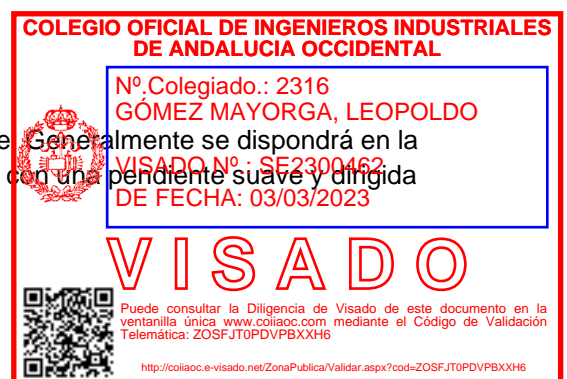 COLEGIO OFICIAL DE INGENIEROS INDUSTRIALES
DE ANDALUCIA OCCIDENTAL
Nº.Colegiado.: 2316
GÓMEZ MAYORGA, LEOPOLDO
e. Generalmente se dispondrá en la
VISADO Nº.: SE2300462
con una pendiente suave y dirigida
DE FECHA: 03/03/2023
VISADO
Puede consultar la Diligencia de Visado de este documento en la
ventanilla única www.coiiaoc.com mediante el Código de Validación
Telemática: ZOSFJT0PDVPBXXH6
http://coiiaoc.e-visado.net/ZonaPublica/Validar.aspx?cod=ZOSFJT0PDVPBXXH6